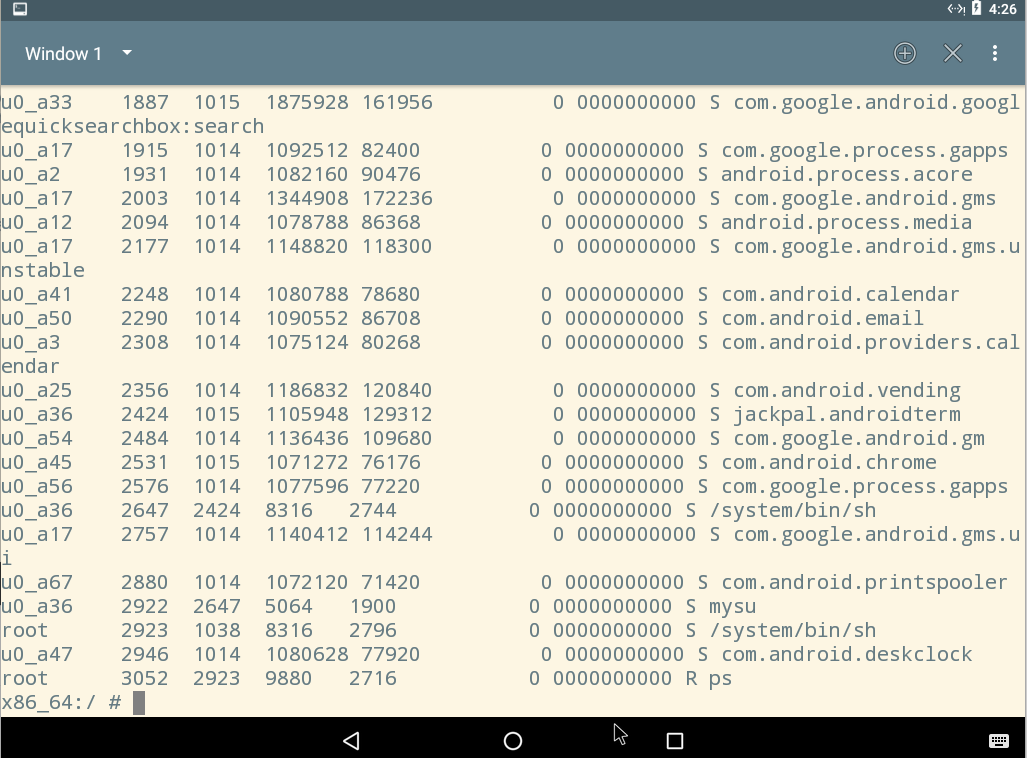 4:26
Window 1
u0_a33 1887 1015 1875928 161956 0 0000000000 S com.google.android.googl
equicksearchbox:search
u0_a17 1915 1014 1092512 82400 0 0000000000 S com.google.process.gapps
u0_a2 1931 1014 1082160 90476 0 0000000000 S android.process.acore
u0_a17 2003 1014 1344908 172236 0 0000000000 S com.google.android.gms
u0_a12 2094 1014 1078788 86368 0 0000000000 S android.process.media
u0_a17 2177 1014 1148820 118300 0 0000000000 S com.google.android.gms.u
nstable
u0_a41 2248 1014 1080788 78680 0 0000000000 S com.android.calendar
u0_a50 2290 1014 1090552 86708 0 0000000000 S com.android.email
u0_a3 2308 1014 1075124 80268 0 0000000000 S com.android.providers.cal
endar
u0_a25 2356 1014 1186832 120840 0 0000000000 S com.android.vending
u0_a36 2424 1015 1105948 129312 0 0000000000 S jackpal.androidterm
u0_a54 2484 1014 1136436 109680 0 0000000000 S com.google.android.gm
u0_a45 2531 1015 1071272 76176 0 0000000000 S com.android.chrome
u0_a56 2576 1014 1077596 77220 0 0000000000 S com.google.process.gapps
u0_a36 2647 2424 8316 2744 0 0000000000 S /system/bin/sh
u0_a17 2757 1014 1140412 114244 0 0000000000 S com.google.android.gms.u
i
u0_a67 2880 1014 1072120 71420 0 0000000000 S com.android.printspooler
u0_a36 2922 2647 5064 1900 0 0000000000 S mysu
root 2923 1038 8316 2796 0 0000000000 S /system/bin/sh
u0_a47 2946 1014 1080628 77920 0 0000000000 S com.android.deskclock
root 3052 2923 9880 2716 0 0000000000 R ps
x86_64:/ #